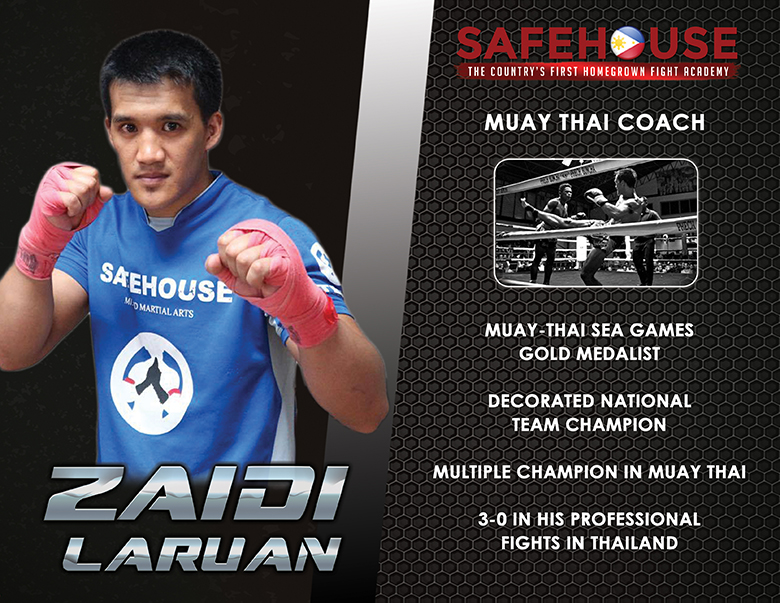 SAFEHOUSE
THE COUNTRY'S FIRST HOMEGROWN FIGHT ACADEMY
MUAY THAI COACH
MUAY-THAI SEA GAMES
GOLD MEDALIST
DECORATED NATIONAL
TEAM CHAMPION
MULTIPLE CHAMPION IN MUAY THAI
3-0 IN HIS PROFESSIONAL
FIGHTS IN THAILAND
SAFEHOUSE
MARTIAL ARTS
ZAIDI
LARUAN